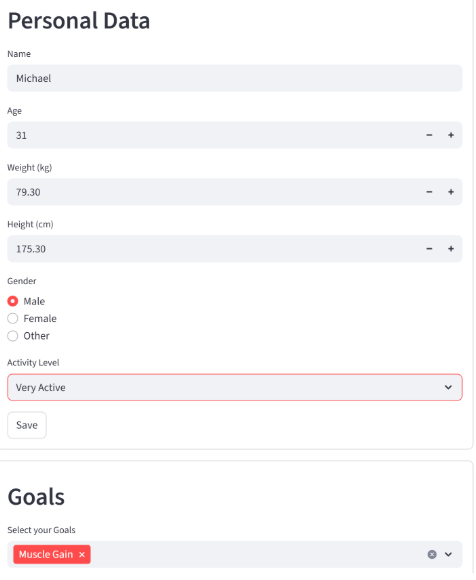 Personal Data
Name
Michael
Age
31
Weight (kg)
79.30
Height (cm)
175.30
Gender
Male
Female
Other
Activity Level
Very Active
Save
Goals
Select your Goals
Muscle Gain